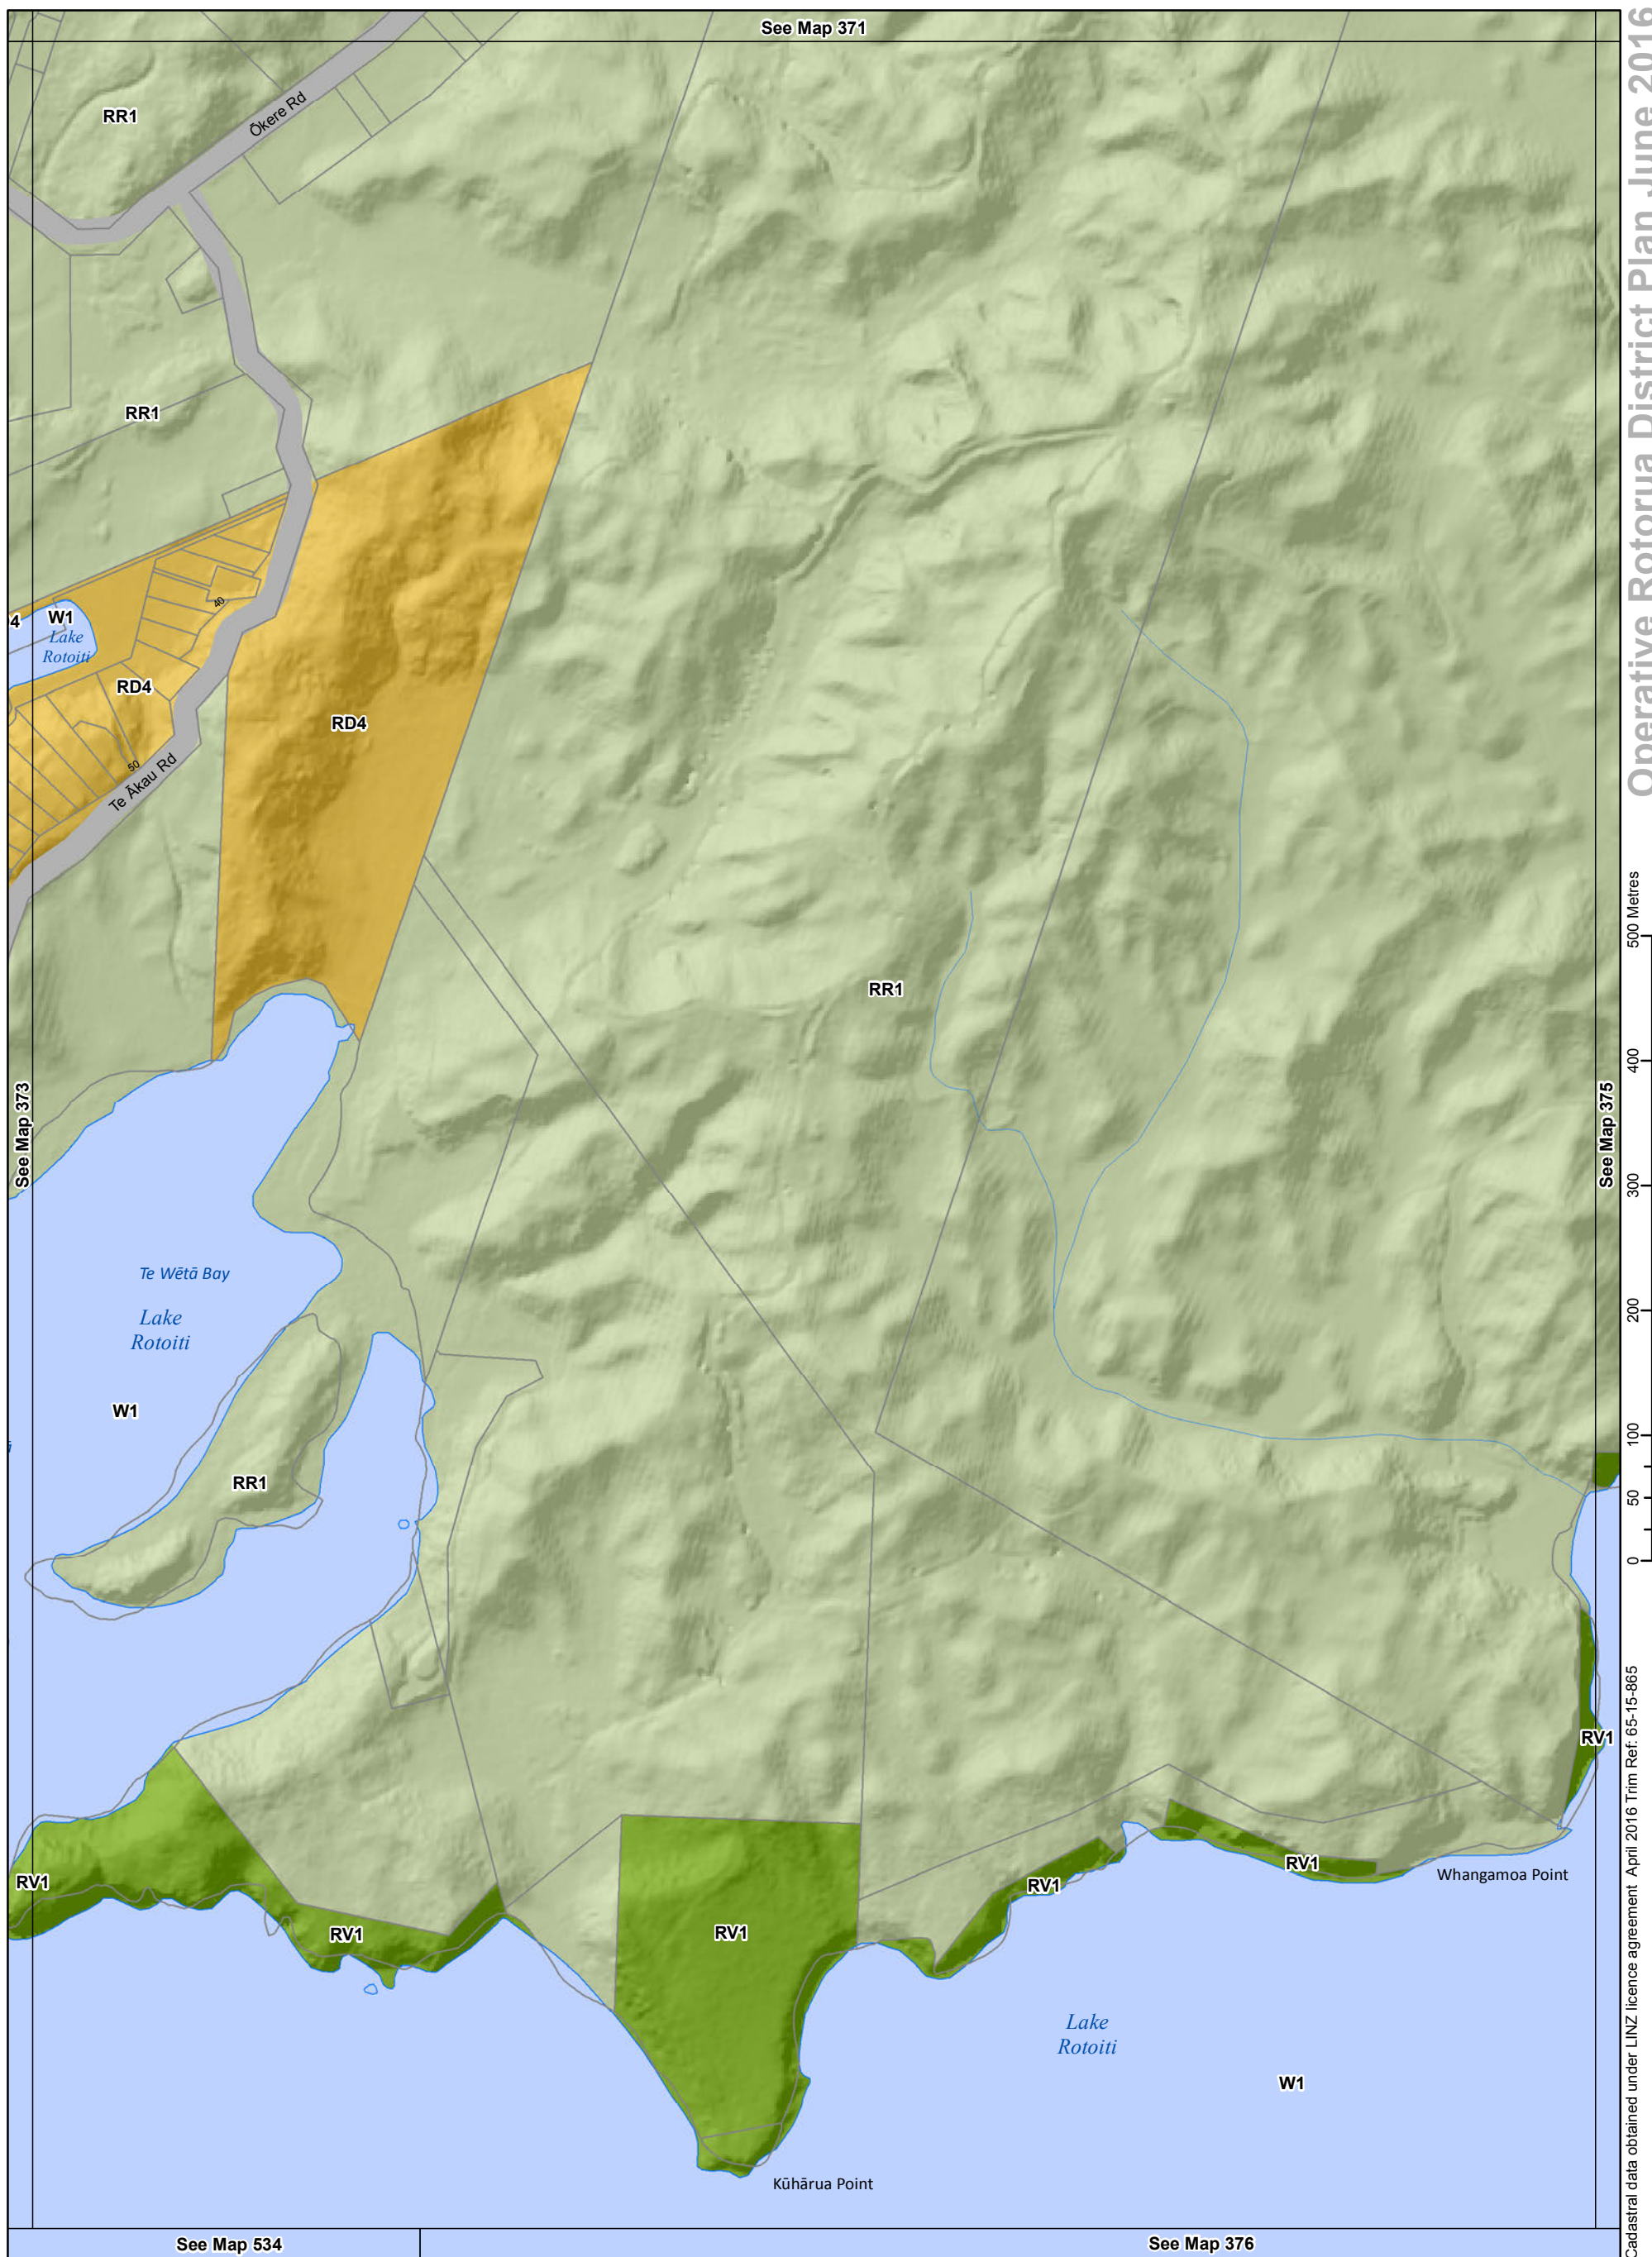 See Map 371
Operative Rotorua District Plan June 2016
RR1
Ōkere Rd
RR1
40
4
W1
Lake
Rotoiti
RD4
RD4
50
Te Ākau Rd
500 Metres
400
300
200
100
50
0
RR1
See Map 373
See Map 375
Te Wētā Bay
Lake
Rotoiti
W1
RR1
RV1
RV1
RV1
RV1
RV1
RV1
Whangamoa Point
Lake
Rotoiti
W1
Kūhārua Point
Cadastral data obtained under LINZ licence agreement April 2016 Trim Ref: 65-15-865
See Map 534
See Map 376